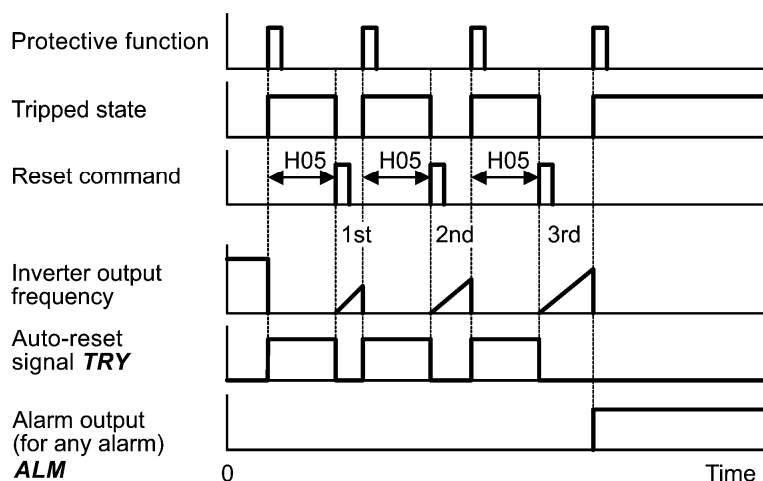 Protective function
Tripped state
H05 H05 H05
Reset command
1st 2nd 3rd
Inverter output
frequency
Auto-reset
signal TRY
Alarm output
(for any alarm)
ALM
0 Time